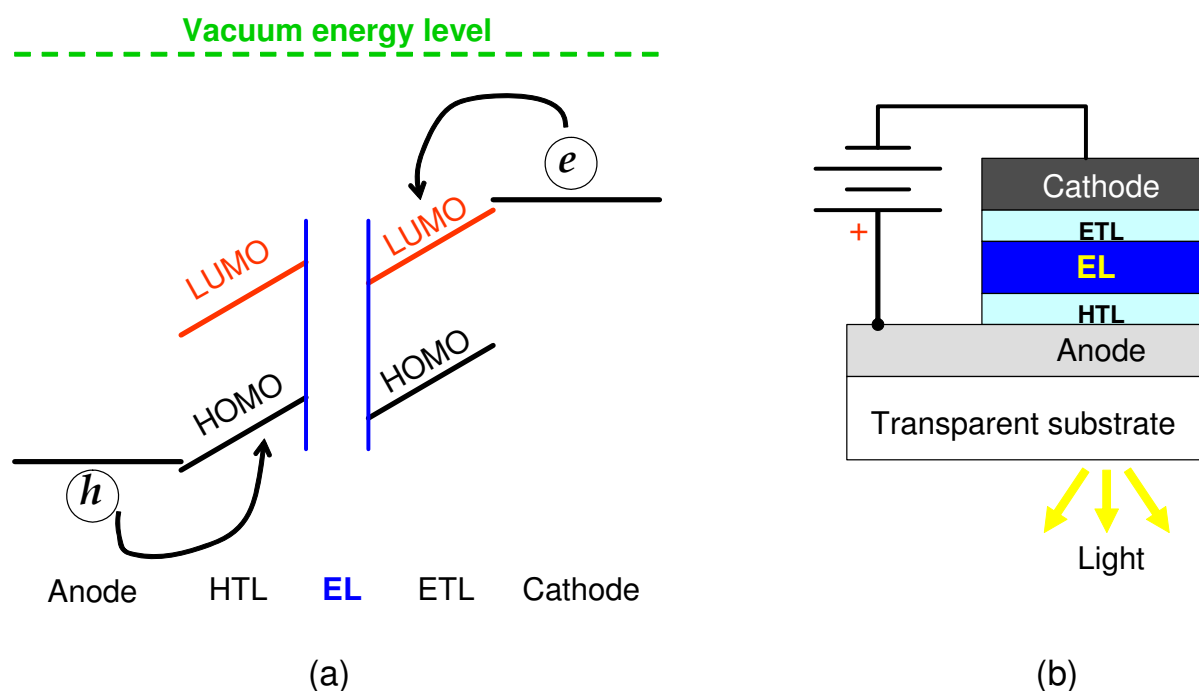 Vacuum energy level
e
LUMO
LUMO
HOMO
HOMO
h
Anode
HTL
EL
ETL
Cathode
(a)
+
Cathode
ETL
EL
HTL
Anode
Transparent substrate
Light
(b)